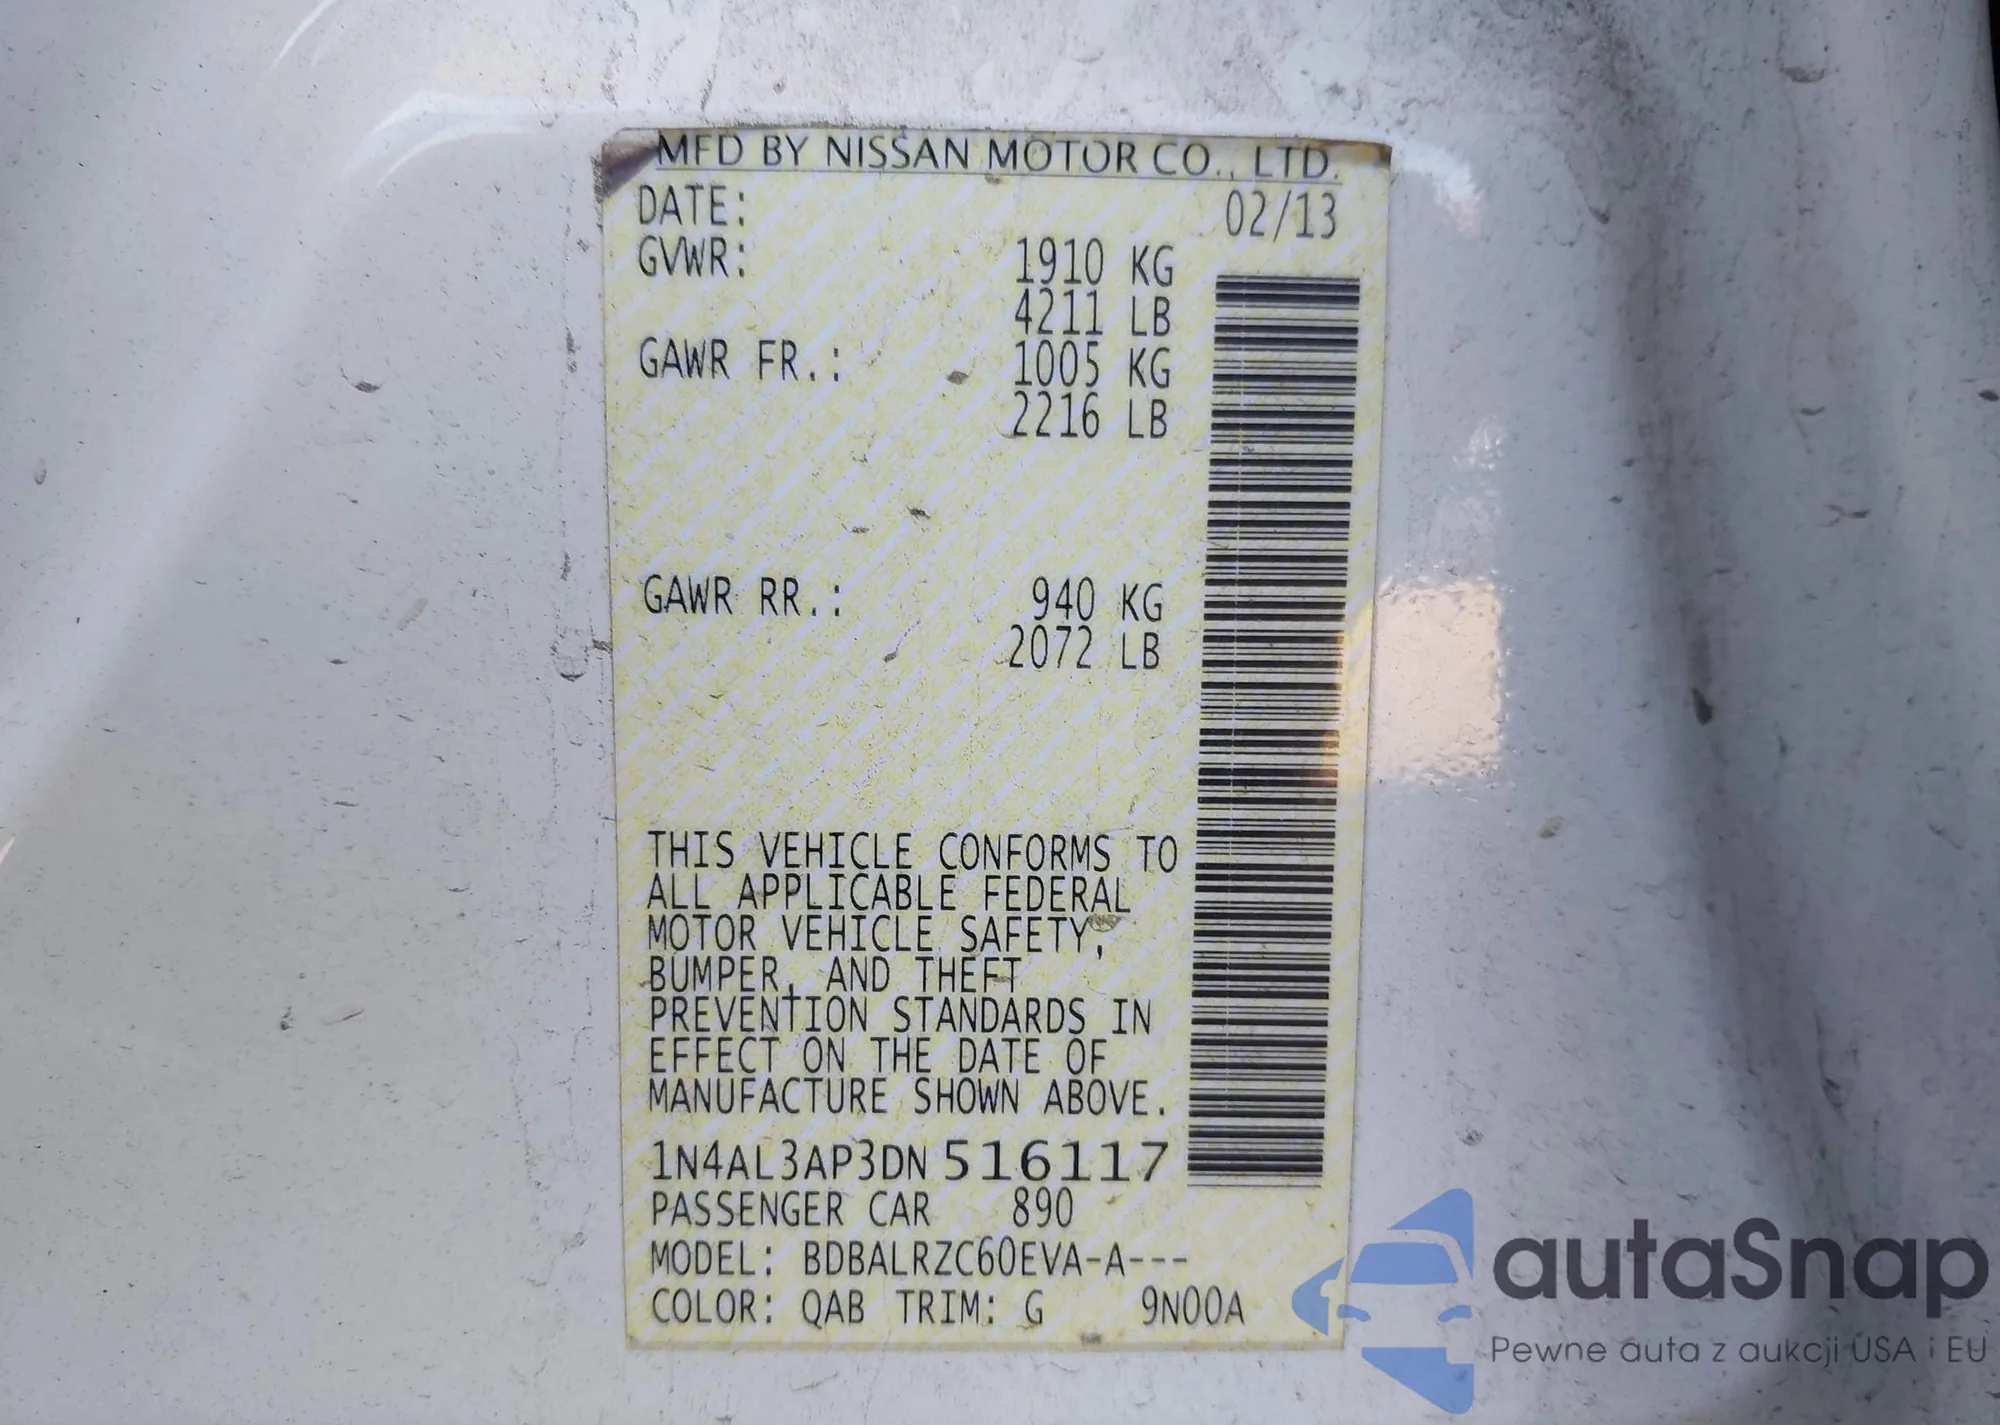 MFD BY NISSAN MOTOR CO., LTD.
DATE: 02/13
GVWR: 1910 KG
4211 LB
GAWR FR.: 1005 KG
2216 LB
GAWR RR.: 940 KG
2072 LB
THIS VEHICLE CONFORMS TO
ALL APPLICABLE FEDERAL
MOTOR VEHICLE SAFETY,
BUMPER, AND THEFT
PREVENTION STANDARDS IN
EFFECT ON THE DATE OF
MANUFACTURE SHOWN ABOVE.
1N4AL3AP3DN516117
PASSENGER CAR 890
MODEL: BDBALRZC60EVA-A---
COLOR: QAB TRIM: G 9N00A
autaSnap
Pewne auta z aukcji USA i EU